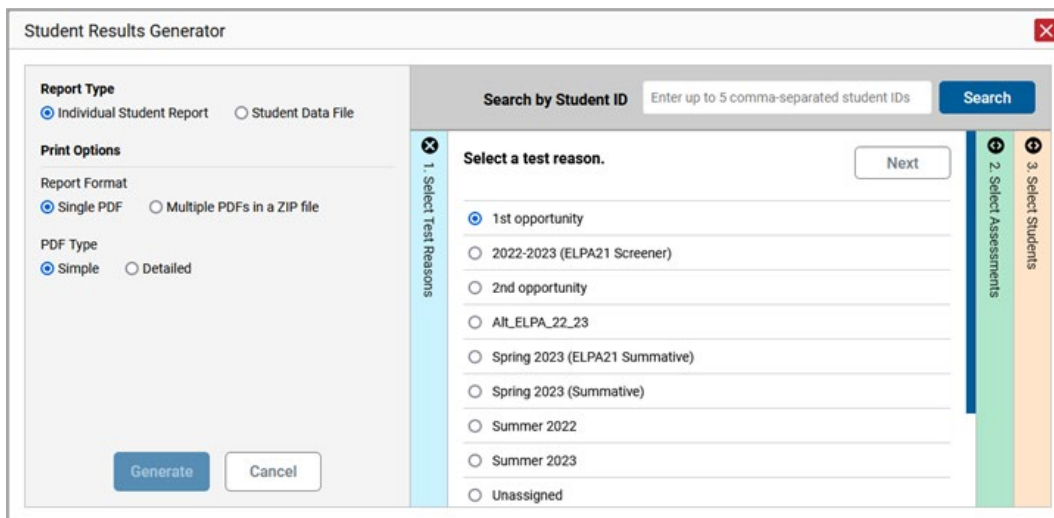 Student Results Generator
Report Type
Individual Student Report Student Data File
Print Options
Report Format
Single PDF Multiple PDFs in a ZIP file
PDF Type
Simple Detailed
Generate Cancel
Search by Student ID Enter up to 5 comma-separated student IDs Search
1. Select Test Reasons
Select a test reason. Next
1st opportunity
2022-2023 (ELPA21 Screener)
2nd opportunity
Alt_ELPA_22_23
Spring 2023 (ELPA21 Summative)
Spring 2023 (Summative)
Summer 2022
Summer 2023
Unassigned
2. Select Assessments
3. Select Students